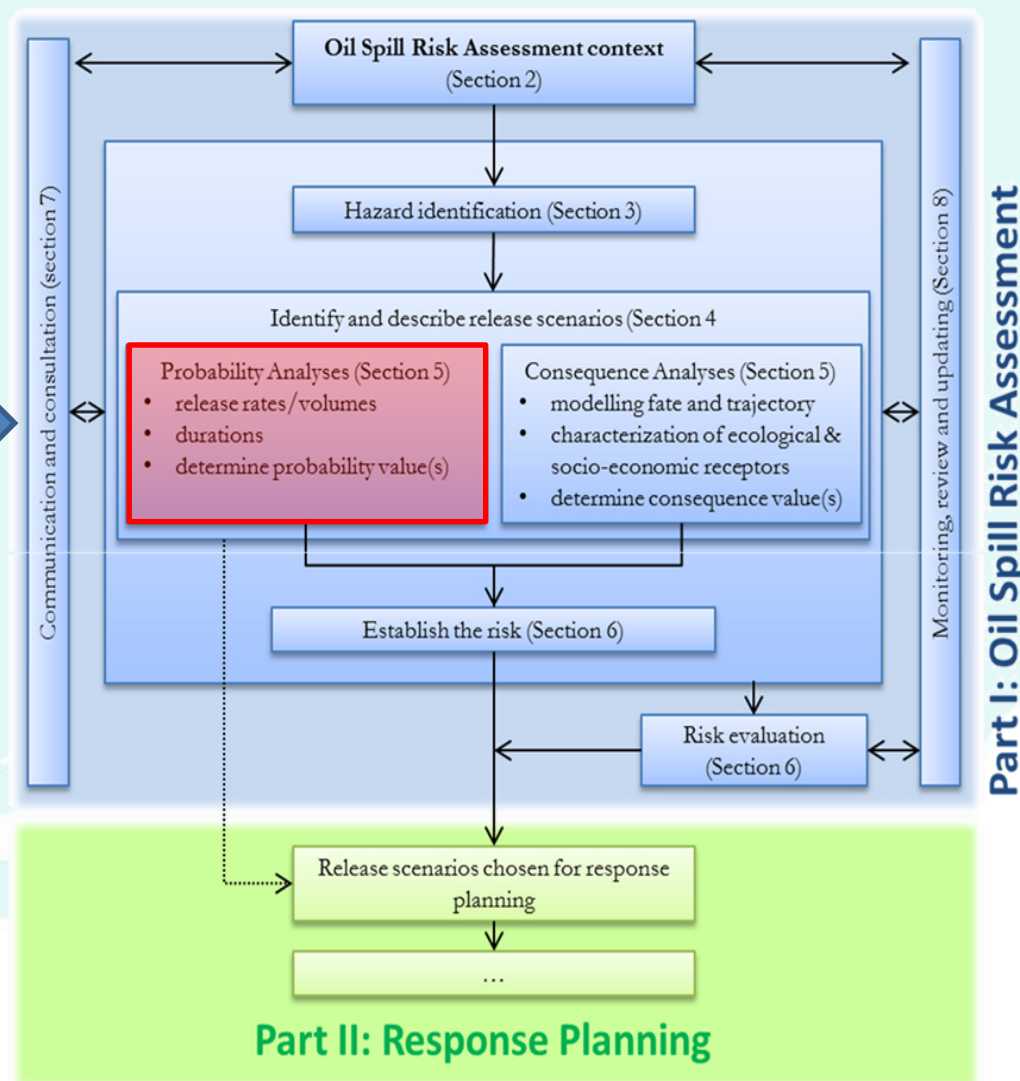 Oil Spill Risk Assessment context
(Section 2)
Communication and consultation (section 7)
Monitoring, review and updating (Section 8)
Part I: Oil Spill Risk Assessment
Hazard identification (Section 3)
Identify and describe release scenarios (Section 4
Probability Analyses (Section 5)
• release rates/volumes
• durations
• determine probability value(s)
Consequence Analyses (Section 5)
• modelling fate and trajectory
• characterization of ecological &
socio-economic receptors
• determine consequence value(s)
Establish the risk (Section 6)
Risk evaluation
(Section 6)
Release scenarios chosen for response
planning
...
Part II: Response Planning